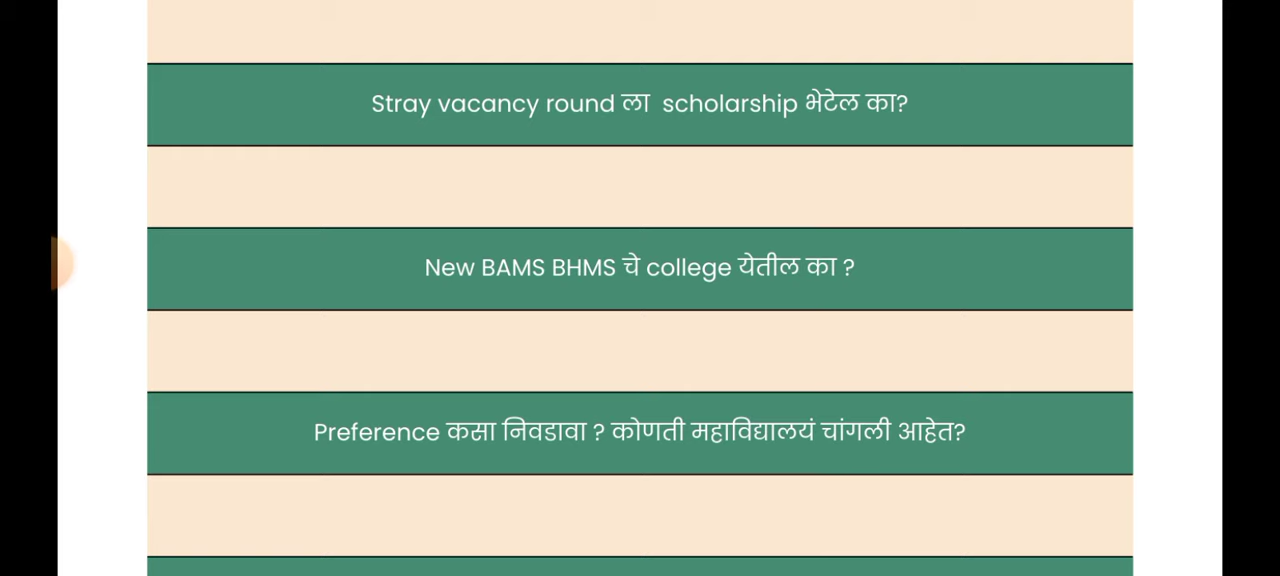 Stray vacancy round ला scholarship भेटेल का?
New BAMS BHMS चे college येतील का ?
Preference कसा निवडावा ? कोणती महाविद्यालयं चांगली आहेत?